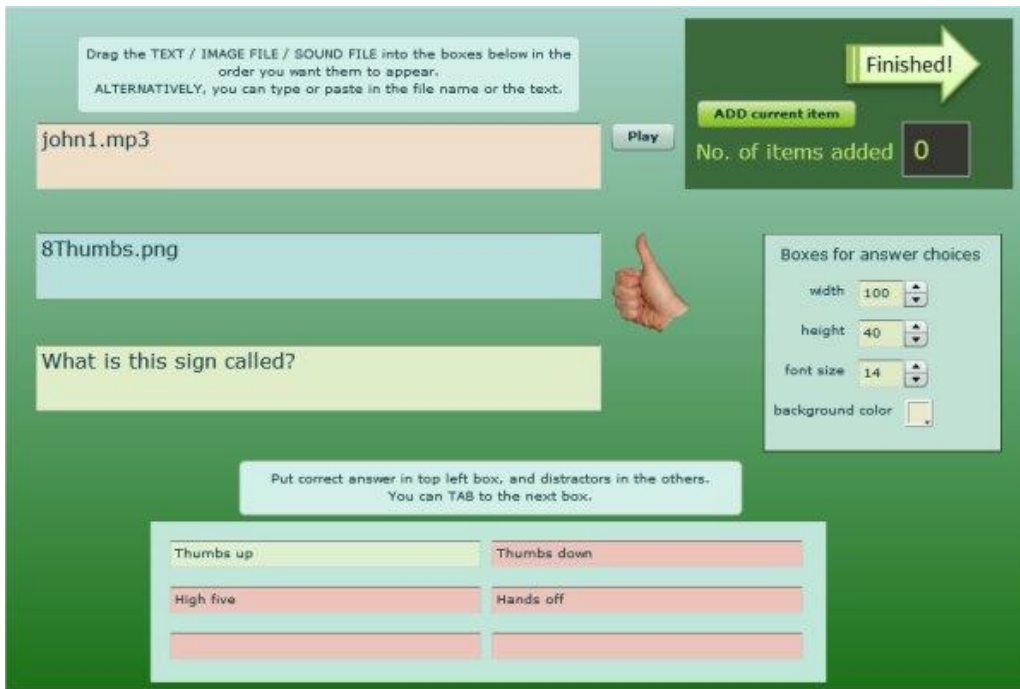 Drag the TEXT / IMAGE FILE / SOUND FILE into the boxes below in the
order you want them to appear.
ALTERNATIVELY, you can type or paste in the file name or the text.
Finished!
ADD current item
No. of items added 0
john1.mp3
Play
8Thumbs.png
Boxes for answer choices
width 100
height 40
font size 14
background color
What is this sign called?
Put correct answer in top left box, and distractors in the others.
You can TAB to the next box.
Thumbs up
Thumbs down
High five
Hands off